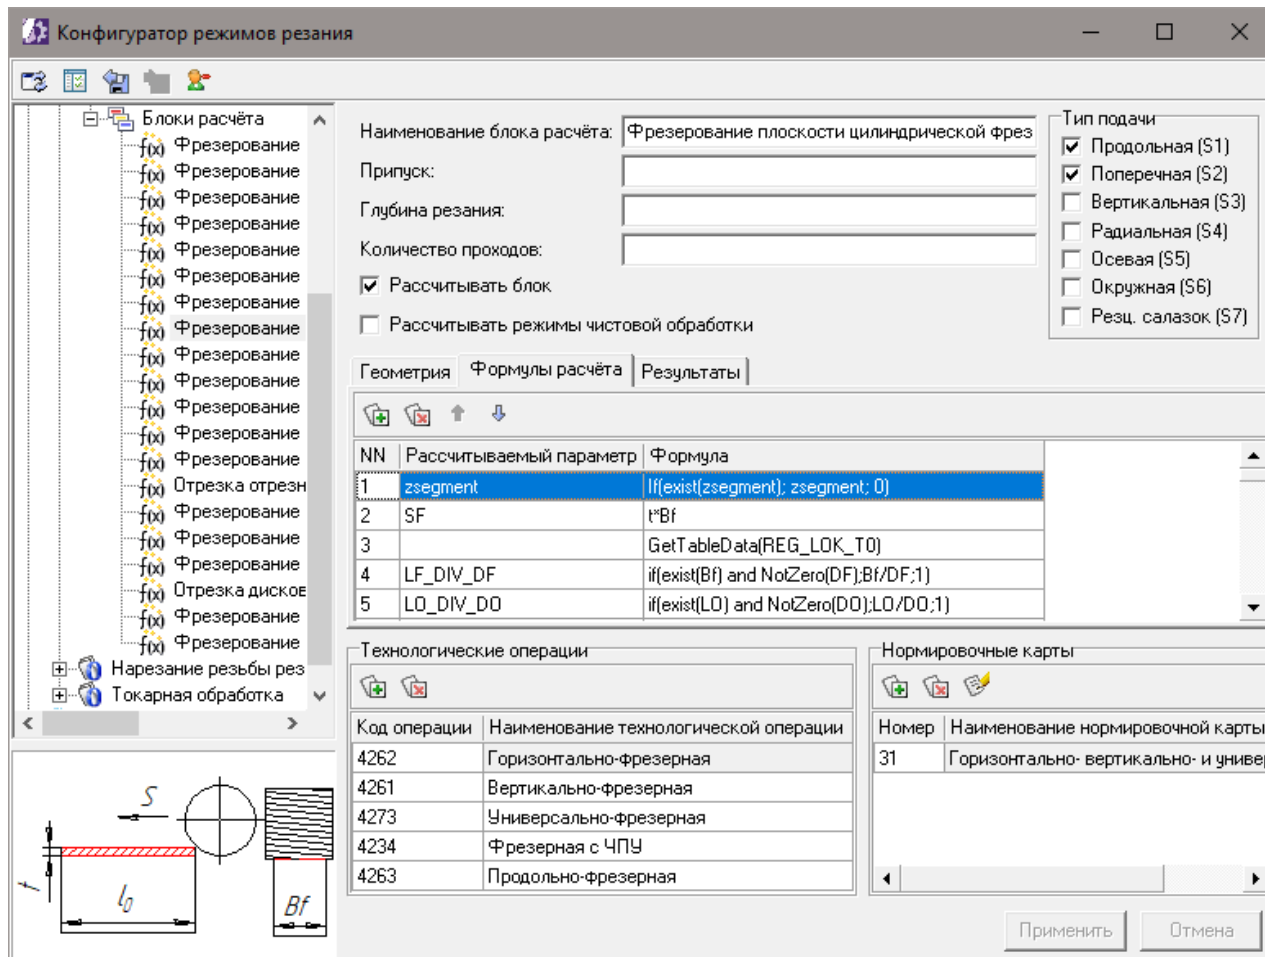 Конфигуратор режимов резания
Блоки расчёта
f(x) Фрезерование
f(x) Фрезерование
f(x) Фрезерование
f(x) Фрезерование
f(x) Фрезерование
f(x) Фрезерование
f(x) Фрезерование
f(x) Фрезерование
f(x) Фрезерование
f(x) Фрезерование
f(x) Фрезерование
f(x) Фрезерование
f(x) Фрезерование
f(x) Отрезка отрезн
f(x) Фрезерование
f(x) Фрезерование
f(x) Фрезерование
f(x) Отрезка дисков
f(x) Фрезерование
f(x) Фрезерование
Нарезание резьбы рез
Токарная обработка
S
t
l0
Bf
Наименование блока расчёта: Фрезерование плоскости цилиндрической фрез
Припуск:
Глубина резания:
Количество проходов:
Рассчитывать блок
Рассчитывать режимы чистовой обработки
Тип подачи
Продольная (S1)
Поперечная (S2)
Вертикальная (S3)
Радиальная (S4)
Осевая (S5)
Окружная (S6)
Резц. салазок (S7)
Геометрия Формулы расчёта Результаты
NN Рассчитываемый параметр Формула
1 zsegment If(exist(zsegment); zsegment; 0)
2 SF t*Bf
3 GetTableData(REG_LOK_T0)
4 LF_DIV_DF if(exist(Bf) and NotZero(DF);Bf/DF;1)
5 LO_DIV_DO if(exist(LO) and NotZero(DO);LO/DO;1)
Технологические операции
Код операции Наименование технологической операции
4262 Горизонтально-фрезерная
4261 Вертикально-фрезерная
4273 Универсально-фрезерная
4234 Фрезерная с ЧПУ
4263 Продольно-фрезерная
Нормировочные карты
Номер Наименование нормировочной карты
31 Горизонтально- вертикально- и универ
Применить Отмена